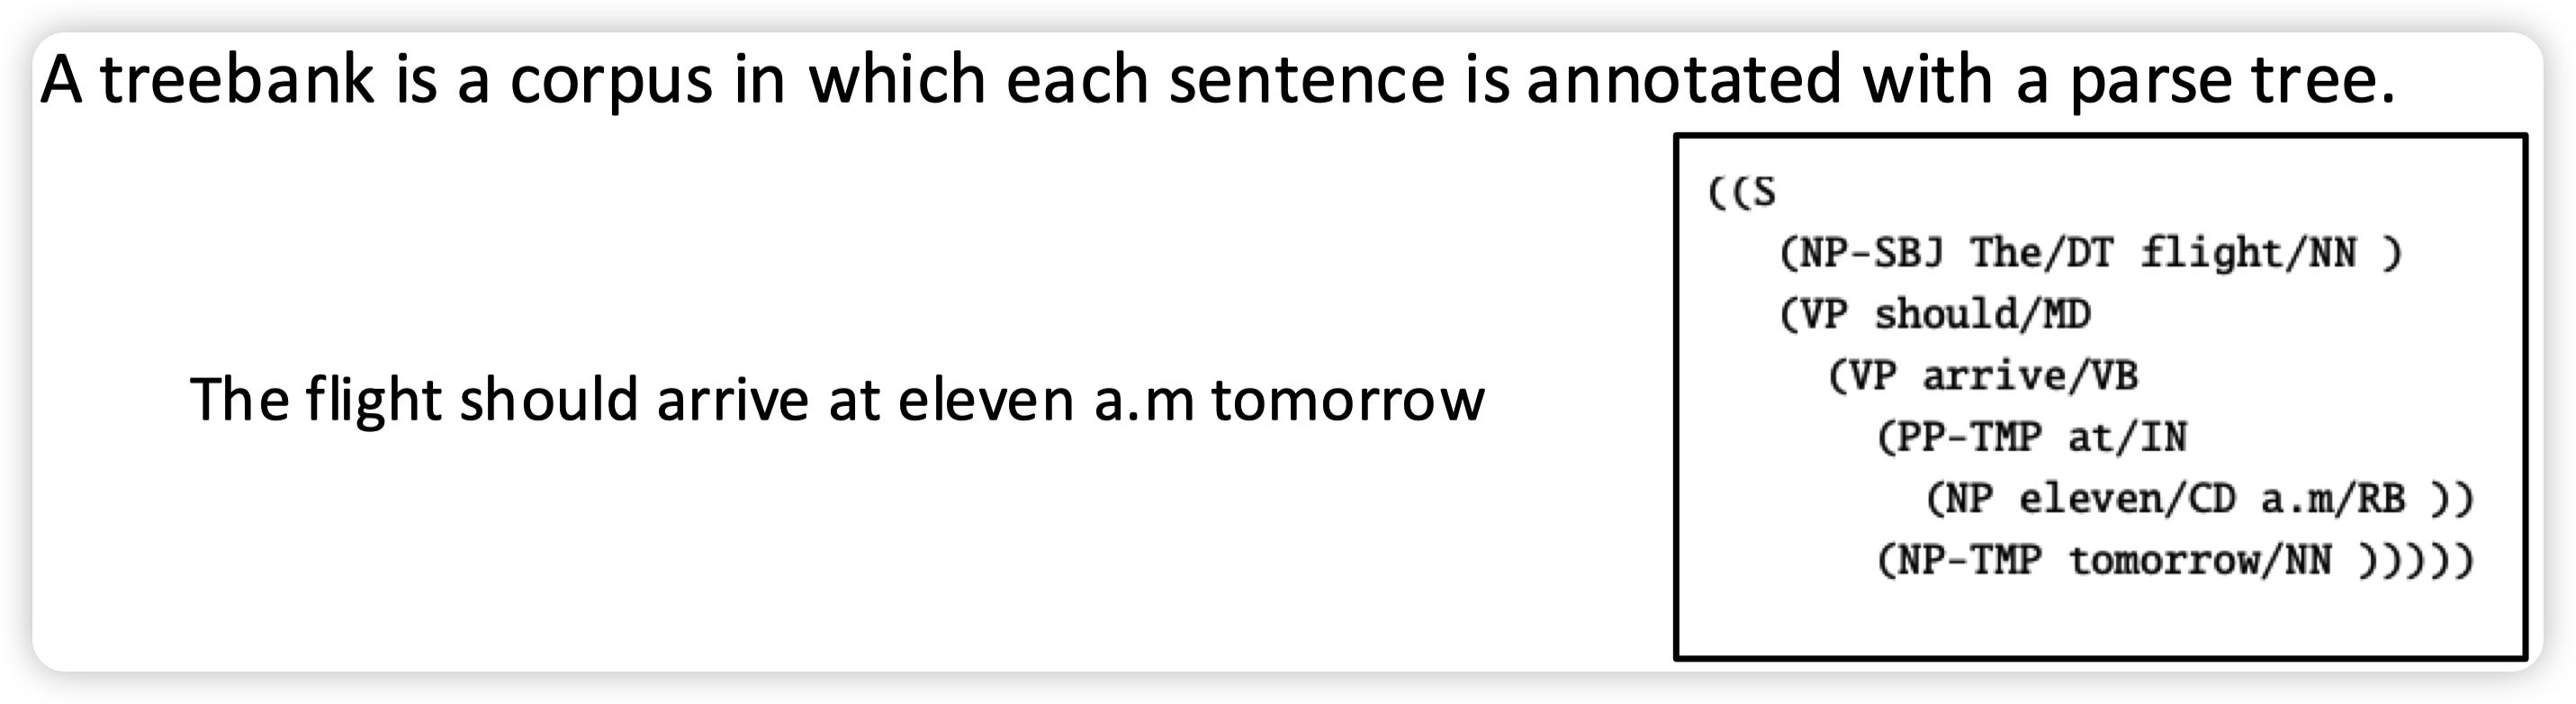 A treebank is a corpus in which each sentence is annotated with a parse tree.
The flight should arrive at eleven a.m tomorrow
((S
(NP-SBJ The/DT flight/NN )
(VP should/MD
(VP arrive/VB
(PP-TMP at/IN
(NP eleven/CD a.m/RB ))
(NP-TMP tomorrow/NN )))))